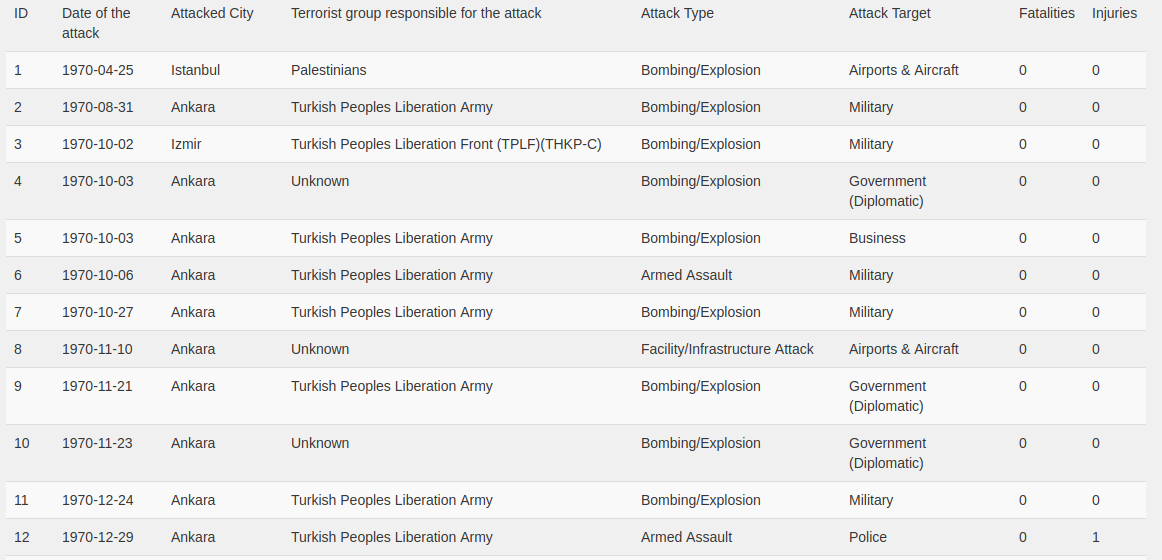 ID Date of the attack Attacked City Terrorist group responsible for the attack Attack Type Attack Target Fatalities Injuries
1 1970-04-25 Istanbul Palestinians Bombing/Explosion Airports & Aircraft 0 0
2 1970-08-31 Ankara Turkish Peoples Liberation Army Bombing/Explosion Military 0 0
3 1970-10-02 Izmir Turkish Peoples Liberation Front (TPLF)(THKP-C) Bombing/Explosion Military 0 0
4 1970-10-03 Ankara Unknown Bombing/Explosion Government (Diplomatic) 0 0
5 1970-10-03 Ankara Turkish Peoples Liberation Army Bombing/Explosion Business 0 0
6 1970-10-06 Ankara Turkish Peoples Liberation Army Armed Assault Military 0 0
7 1970-10-27 Ankara Turkish Peoples Liberation Army Bombing/Explosion Military 0 0
8 1970-11-10 Ankara Unknown Facility/Infrastructure Attack Airports & Aircraft 0 0
9 1970-11-21 Ankara Turkish Peoples Liberation Army Bombing/Explosion Government (Diplomatic) 0 0
10 1970-11-23 Ankara Unknown Bombing/Explosion Government (Diplomatic) 0 0
11 1970-12-24 Ankara Turkish Peoples Liberation Army Bombing/Explosion Military 0 0
12 1970-12-29 Ankara Turkish Peoples Liberation Army Armed Assault Police 0 1